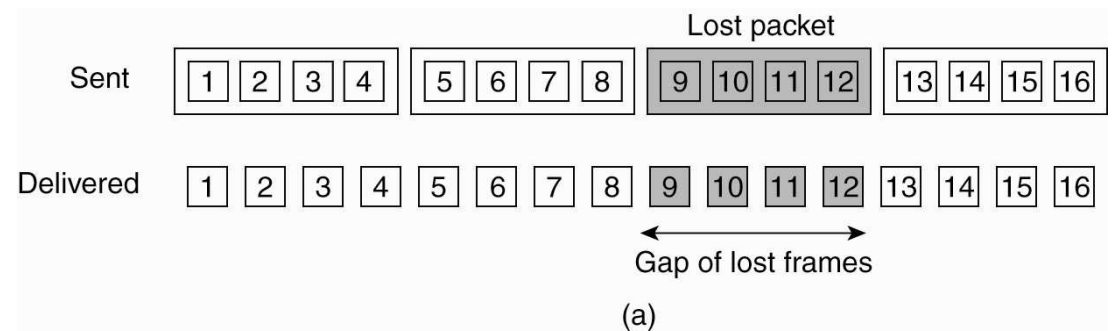 Lost packet
Sent 1 2 3 4 5 6 7 8 9 10 11 12 13 14 15 16
Delivered 1 2 3 4 5 6 7 8 9 10 11 12 13 14 15 16
Gap of lost frames
(a)